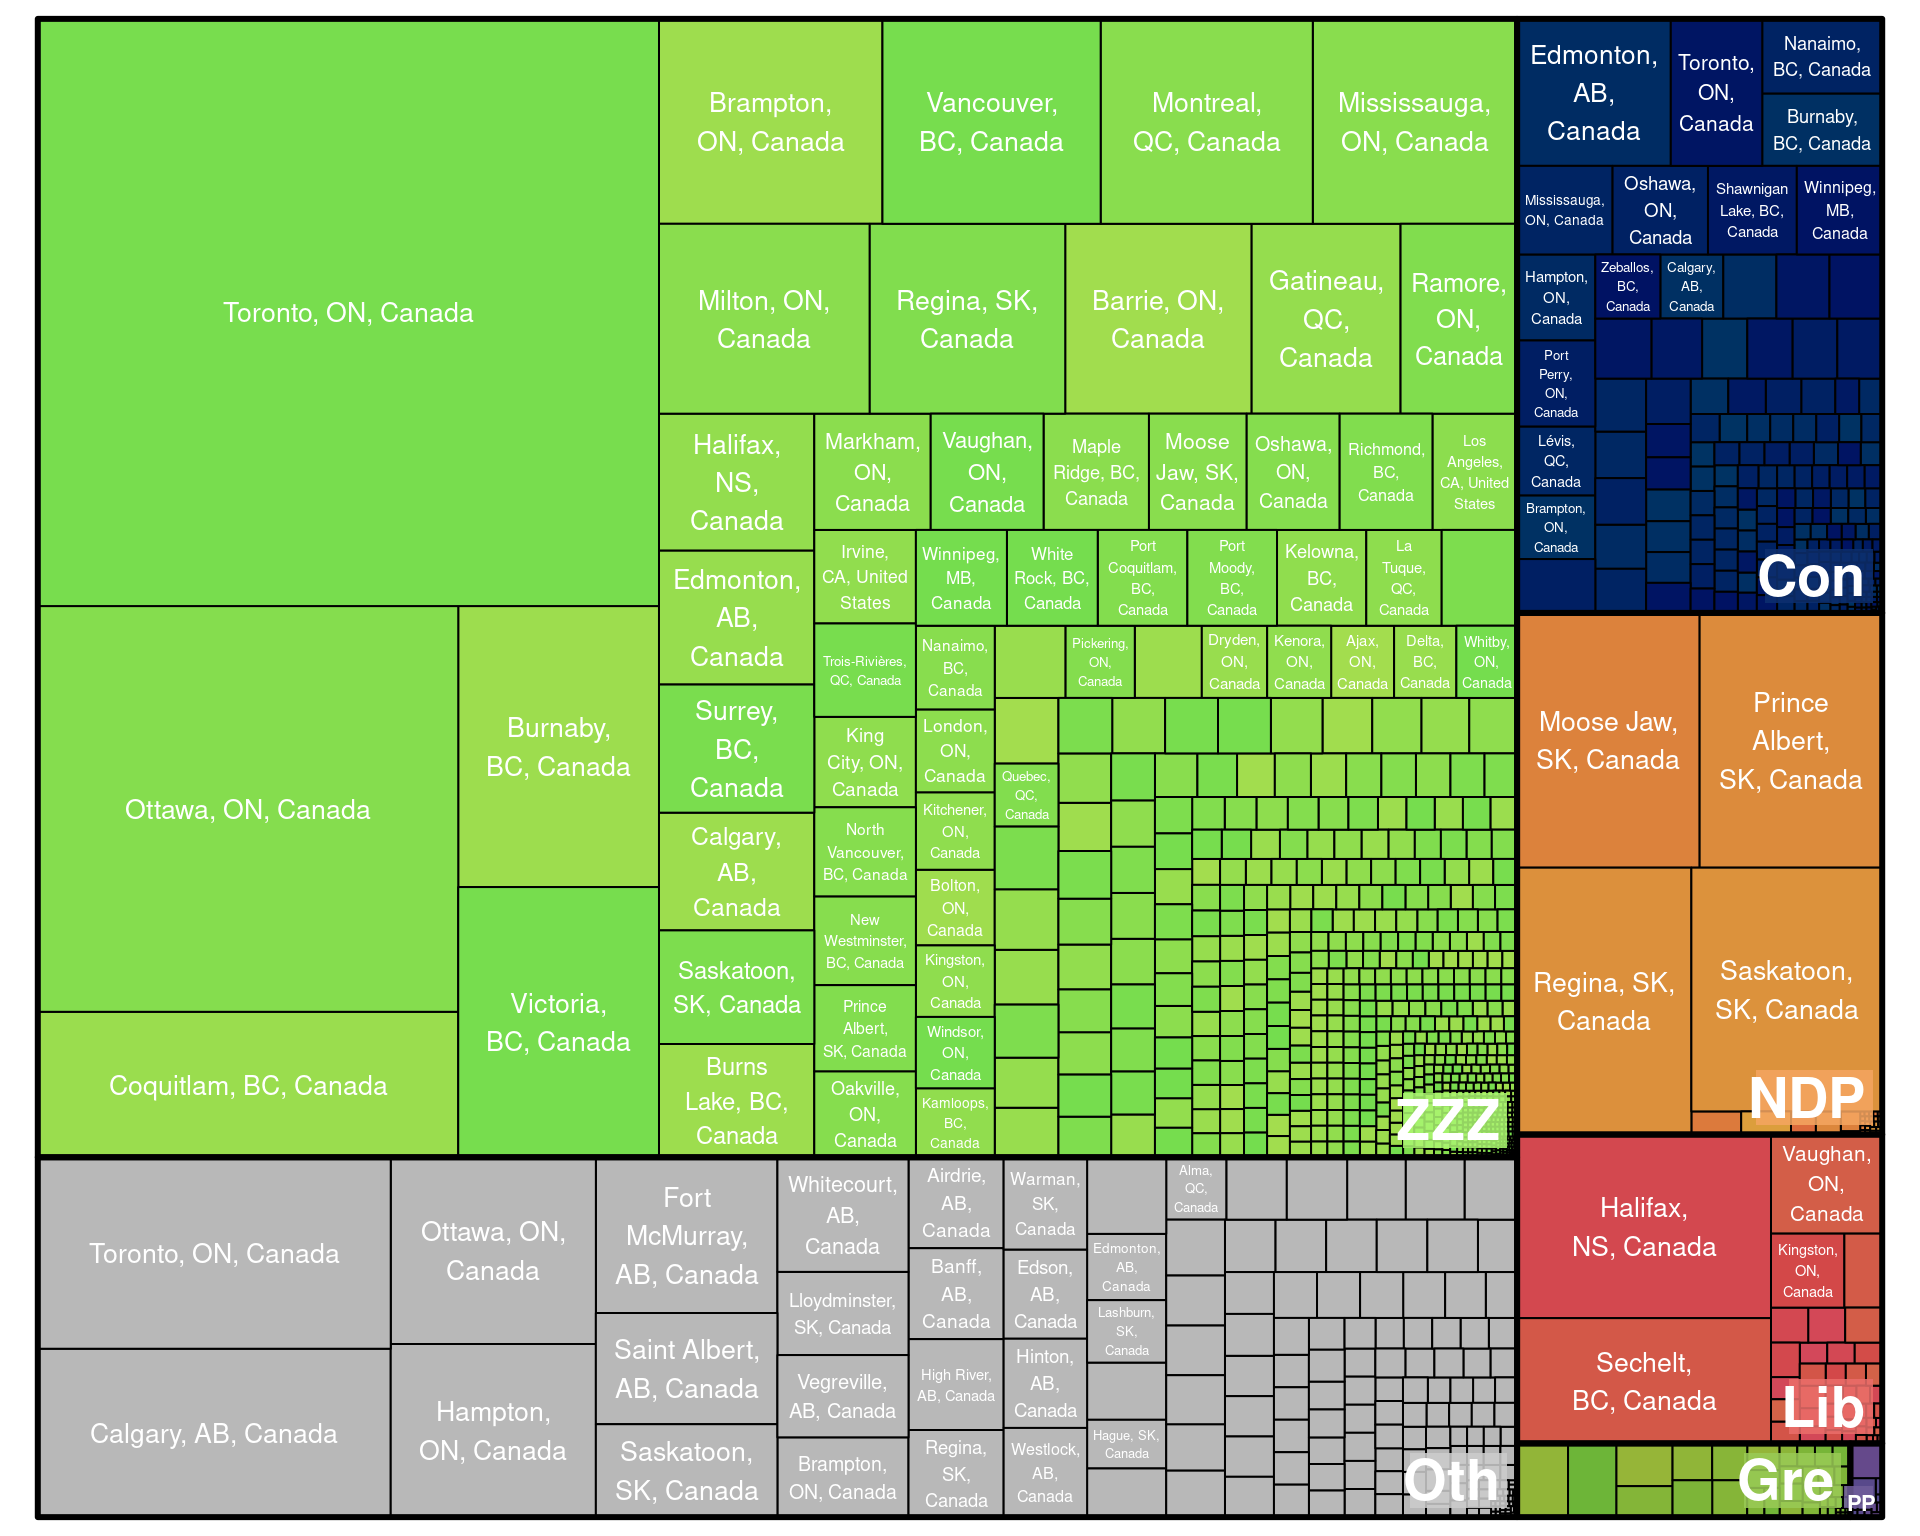 Toronto, ON, Canada
Ottawa, ON, Canada
Coquitlam, BC, Canada
Burnaby,
BC, Canada
Victoria,
BC, Canada
Brampton,
ON, Canada
Vancouver,
BC, Canada
Montreal,
QC, Canada
Mississauga,
ON, Canada
Milton, ON,
Canada
Regina, SK,
Canada
Barrie, ON,
Canada
Gatineau,
QC,
Canada
Ramore,
ON,
Canada
Halifax,
NS,
Canada
Edmonton,
AB,
Canada
Surrey,
BC,
Canada
Calgary,
AB,
Canada
Saskatoon,
SK, Canada
Burns
Lake, BC,
Canada
Markham,
ON,
Canada
Vaughan,
ON,
Canada
Maple
Ridge, BC,
Canada
Moose
Jaw, SK,
Canada
Oshawa,
ON,
Canada
Richmond,
BC,
Canada
Los
Angeles,
CA, United
States
Irvine,
CA, United
States
Trois-Rivières,
QC, Canada
King
City, ON,
Canada
North
Vancouver,
BC, Canada
New
Westminster,
BC, Canada
Prince
Albert,
SK, Canada
Oakville,
ON,
Canada
Winnipeg,
MB,
Canada
White
Rock, BC,
Canada
Port
Coquitlam,
BC,
Canada
Port
Moody,
BC,
Canada
Kelowna,
BC,
Canada
La
Tuque,
QC,
Canada
Nanaimo,
BC,
Canada
London,
ON,
Canada
Kitchener,
ON,
Canada
Bolton,
ON,
Canada
Kingston,
ON,
Canada
Windsor,
ON,
Canada
Kamloops,
BC,
Canada
Pickering,
ON,
Canada
Dryden,
ON,
Canada
Kenora,
ON,
Canada
Ajax,
ON,
Canada
Delta,
BC,
Canada
Whitby,
ON,
Canada
Quebec,
QC,
Canada
ZZZ
Toronto, ON, Canada
Calgary, AB, Canada
Ottawa, ON,
Canada
Hampton,
ON, Canada
Fort
McMurray,
AB, Canada
Saint Albert,
AB, Canada
Saskatoon,
SK, Canada
Whitecourt,
AB,
Canada
Lloydminster,
SK, Canada
Vegreville,
AB, Canada
Brampton,
ON, Canada
Airdrie,
AB,
Canada
Banff,
AB,
Canada
High River,
AB, Canada
Regina,
SK,
Canada
Warman,
SK,
Canada
Edson,
AB,
Canada
Hinton,
AB,
Canada
Westlock,
AB,
Canada
Edmonton,
AB,
Canada
Lashburn,
SK,
Canada
Hague, SK,
Canada
Alma,
QC,
Canada
Oth
Edmonton,
AB,
Canada
Toronto,
ON,
Canada
Nanaimo,
BC, Canada
Burnaby,
BC, Canada
Mississauga,
ON, Canada
Oshawa,
ON,
Canada
Shawnigan
Lake, BC,
Canada
Winnipeg,
MB,
Canada
Hampton,
ON,
Canada
Port
Perry,
ON,
Canada
Lévis,
QC,
Canada
Brampton,
ON,
Canada
Zeballos,
BC,
Canada
Calgary,
AB,
Canada
Con
Moose Jaw,
SK, Canada
Prince
Albert,
SK, Canada
Regina, SK,
Canada
Saskatoon,
SK, Canada
NDP
Halifax,
NS, Canada
Sechelt,
BC, Canada
Vaughan,
ON,
Canada
Kingston,
ON,
Canada
Lib
Gre
PP